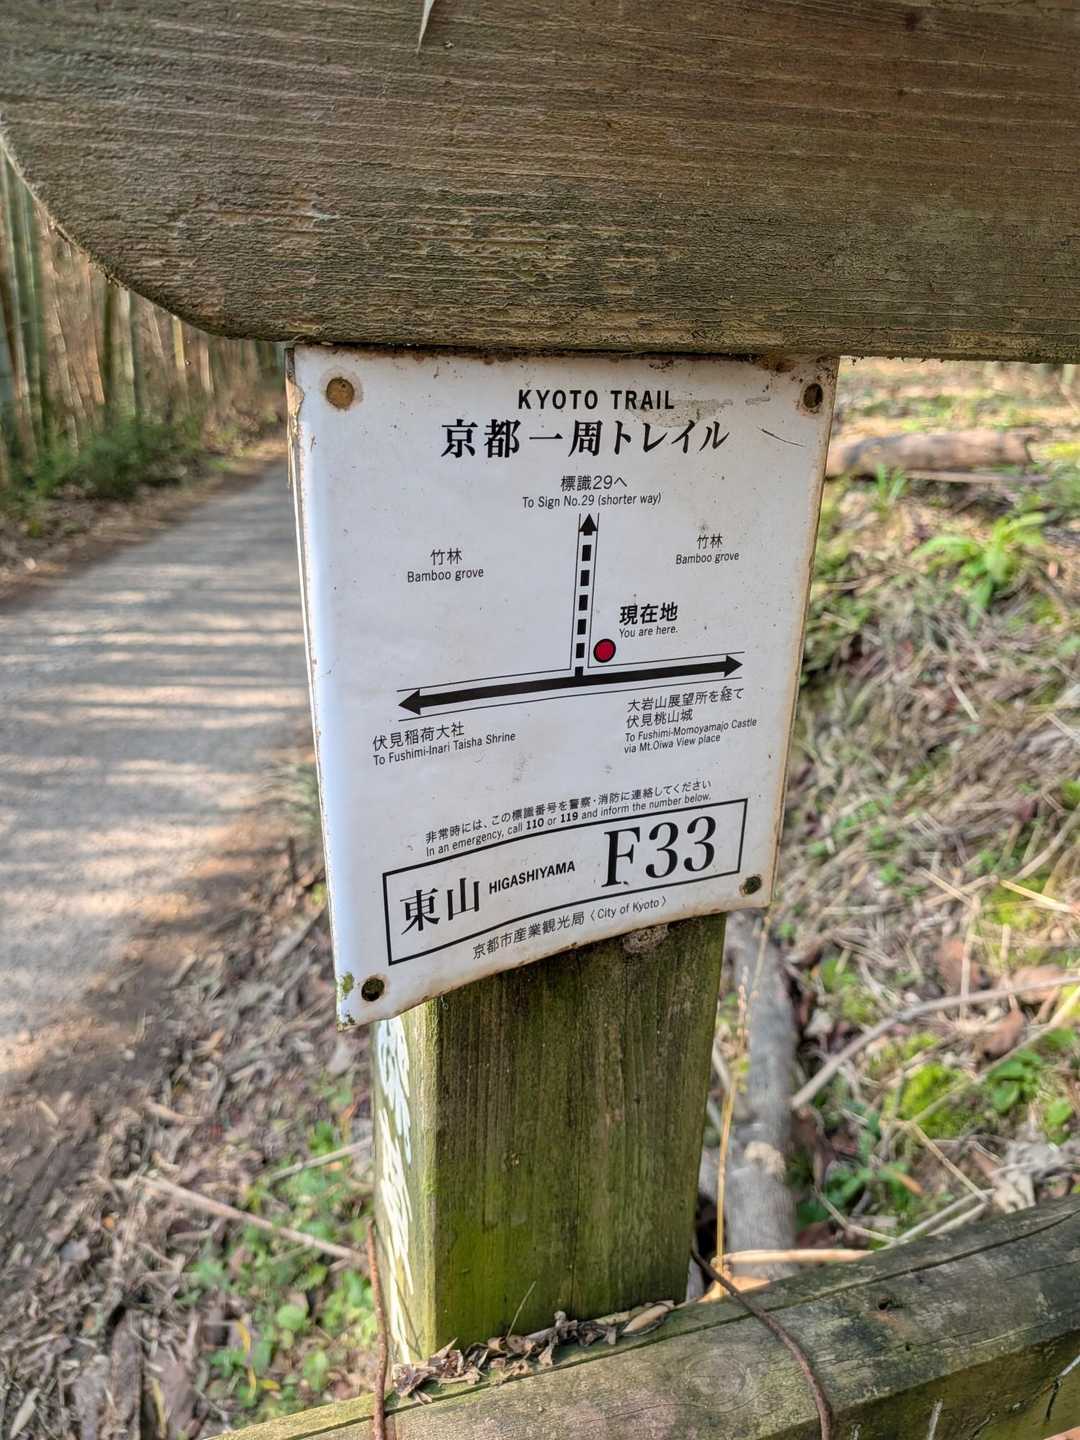 KYOTO TRAIL
京都一周トレイル
標識29へ
To Sign No.29 (shorter way)
竹林
Bamboo grove
竹林
Bamboo grove
現在地
You are here.
伏見稲荷大社
To Fushimi-Inari Taisha Shrine
大岩山展望所を経て
伏見桃山城
To Fushimi-Momoyamajo Castle
via Mt.Oiwa View place
非常時には、この標識番号を警察・消防に連絡してください
In an emergency, call 110 or 119 and inform the number below.
東山 HIGASHIYAMA F33
京都市産業観光局〈City of Kyoto〉